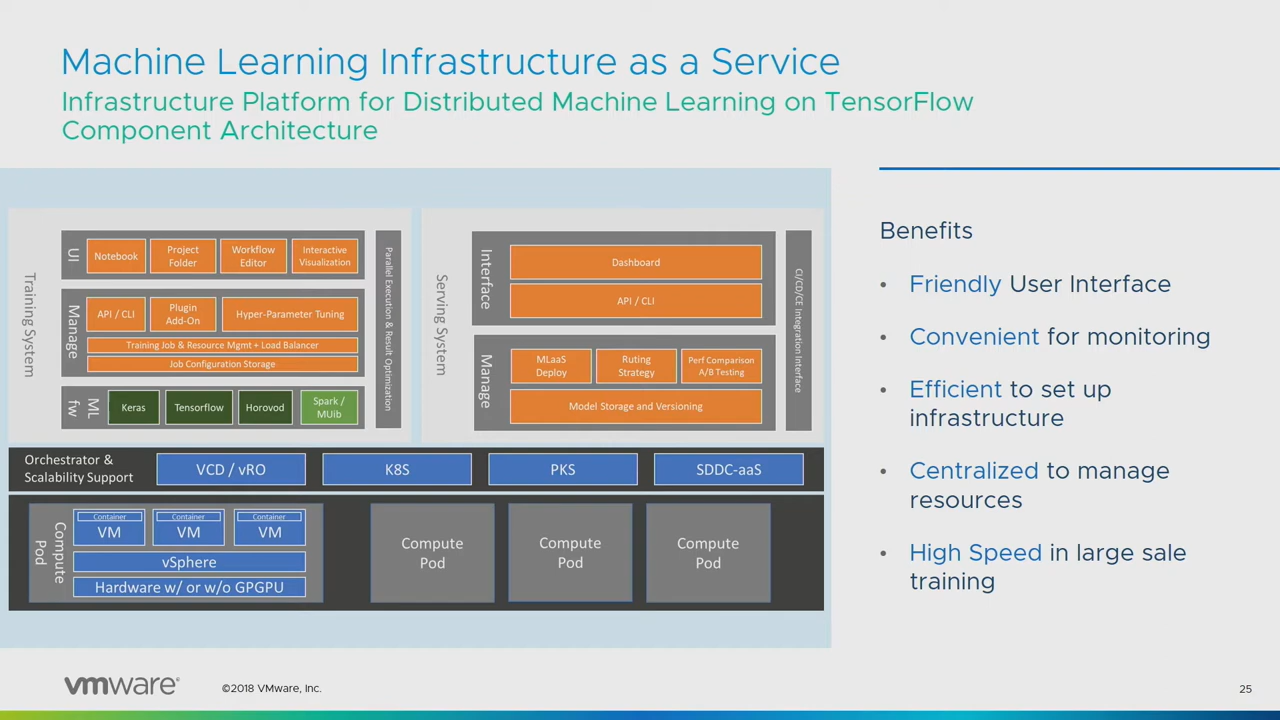 Machine Learning Infrastructure as a Service
Infrastructure Platform for Distributed Machine Learning on TensorFlow
Component Architecture
Training System
UI
Notebook
Project
Folder
Workflow
Editor
Interactive
Visualization
Manage
API / CLI
Plugin
Add-On
Hyper-Parameter Tuning
Training Job & Resource Mgmt + Load Balancer
Job Configuration Storage
ML
fw
Keras
Tensorflow
Horovod
Spark /
MUib
Parallel Execution & Result Optimization
Serving System
Interface
Dashboard
API / CLI
Manage
MLaaS
Deploy
Ruting
Strategy
Perf Comparison
A/B Testing
Model Storage and Versioning
CI/CD/CE Integration Interface
Orchestrator &
Scalability Support
VCD / vRO
K8S
PKS
SDDC-aaS
Compute
Pod
Container
VM
Container
VM
Container
VM
vSphere
Hardware w/ or w/o GPGPU
Compute
Pod
Compute
Pod
Compute
Pod
Benefits
• Friendly User Interface
• Convenient for monitoring
• Efficient to set up
infrastructure
• Centralized to manage
resources
• High Speed in large sale
training
vmware®
©2018 VMware, Inc.
25